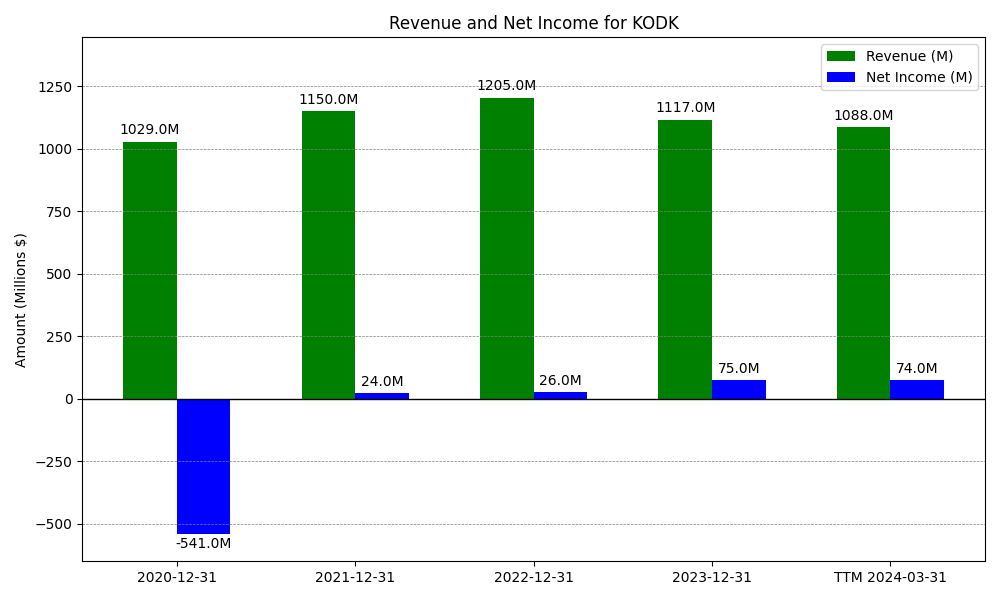 Revenue and Net Income for KODK
Revenue (M)
Net Income (M)
Amount (Millions $)
1250
1000
750
500
250
0
−250
−500
1029.0M
1150.0M
1205.0M
1117.0M
1088.0M
-541.0M
24.0M
26.0M
75.0M
74.0M
2020-12-31
2021-12-31
2022-12-31
2023-12-31
TTM 2024-03-31